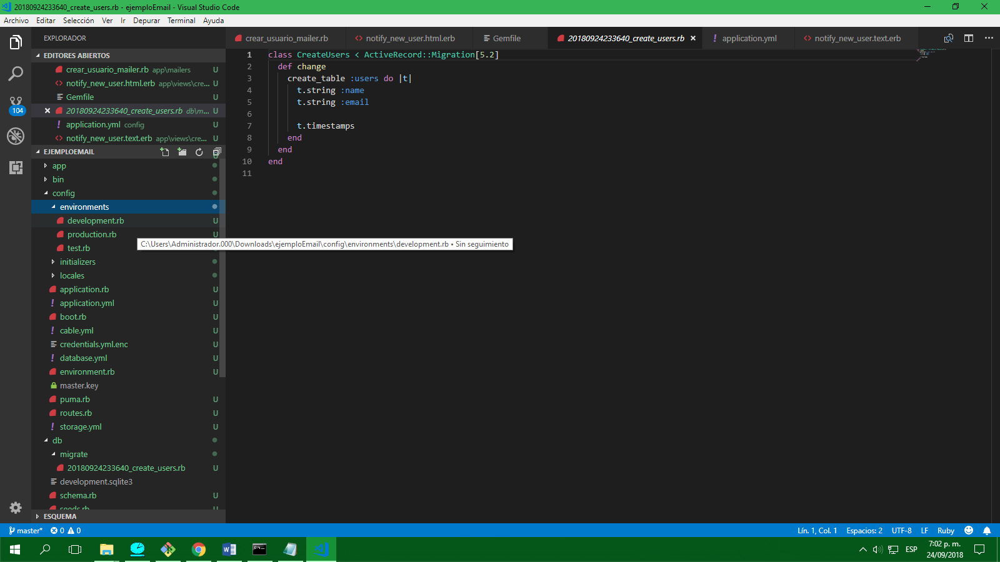 20180924233640_create_users.rb - ejemploEmail - Visual Studio Code
Archivo Editar Selección Ver Ir Depurar Terminal Ayuda
EXPLORADOR
crear_usuario_mailer.rb notify_new_user.html.erb Gemfile 20180924233640_create_users.rb application.yml notify_new_user.text.erb
EDITORES ABIERTOS
crear_usuario_mailer.rb app\mailers U
notify_new_user.html.erb app\views\cre... U
Gemfile U
20180924233640_create_users.rb db\m... U
application.yml config U
notify_new_user.text.erb app\views\cre... U
104
EJEMPLOEMAIL
app
bin
config
environments
development.rb U
production.rb U
test.rb
initializers
locales
application.rb U
application.yml U
boot.rb U
cable.yml U
credentials.yml.enc U
database.yml U
environment.rb U
master.key
puma.rb U
routes.rb U
storage.yml U
db
migrate
20180924233640_create_users.rb U
development.sqlite3
schema.rb U
seeds.rb U
ESQUEMA
1 class CreateUsers < ActiveRecord::Migration[5.2]
2 def change
3 create_table :users do |t|
4 t.string :name
5 t.string :email
6
7 t.timestamps
8 end
9 end
10 end
11
C:\Users\Administrador.000\Downloads\ejemploEmail\config\environments\development.rb • Sin seguimiento
master* 0 0 Lín. 1, Col. 1 Espacios: 2 UTF-8 LF Ruby
ESP 7:02 p. m.
24/09/2018